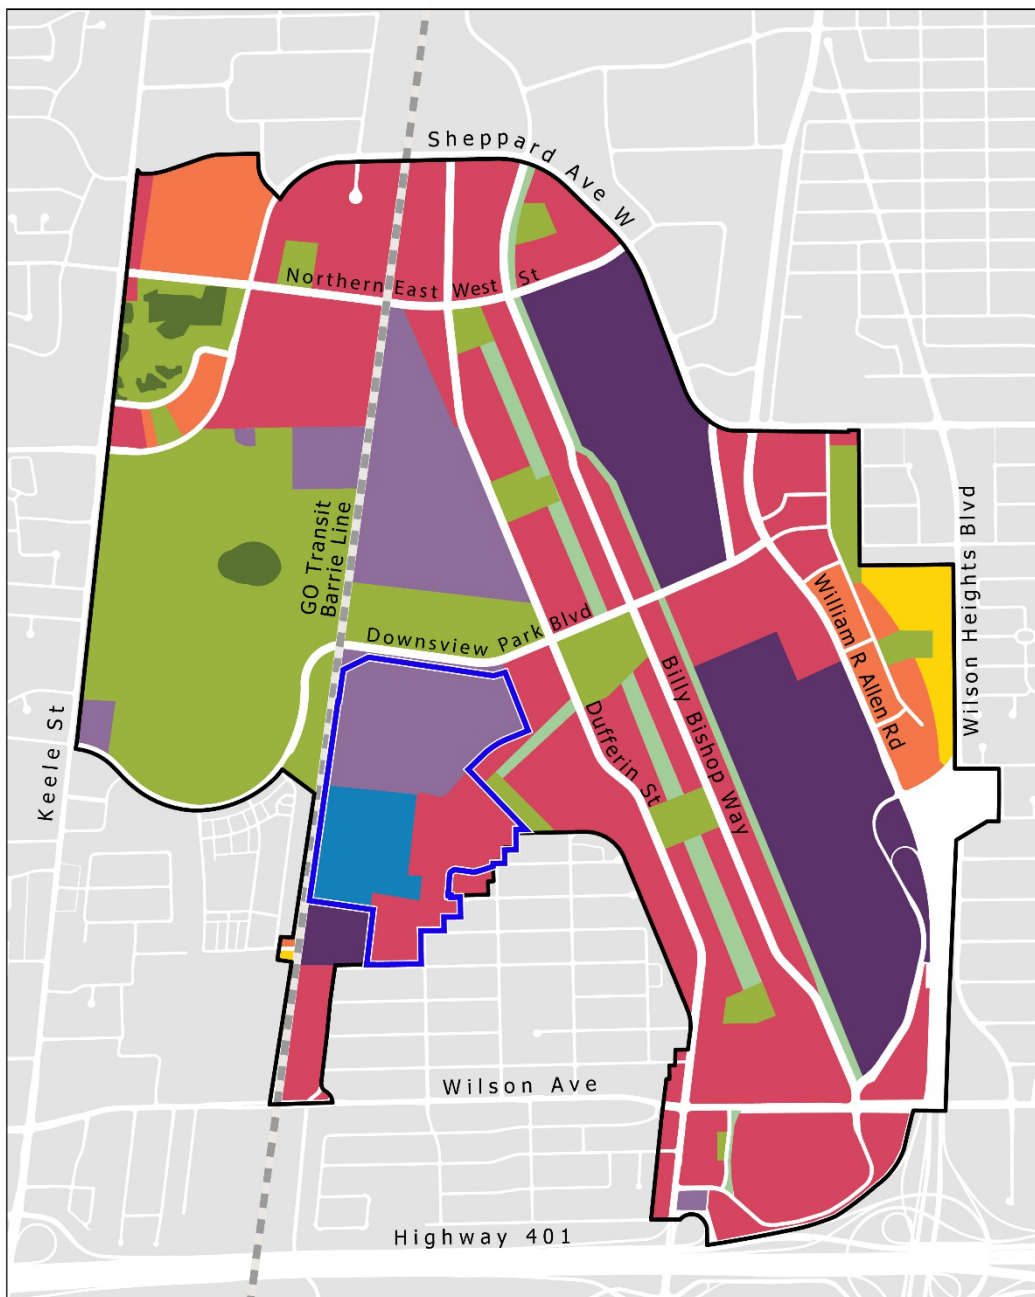 Sheppard Ave W
Northern East West St
GO Transit
Barrie Line
Downsview Park Blvd
William R Allen Rd
Wilson Heights Blvd
Keele St
Dufferin St
Billy Bishop Way
Wilson Ave
Highway 401